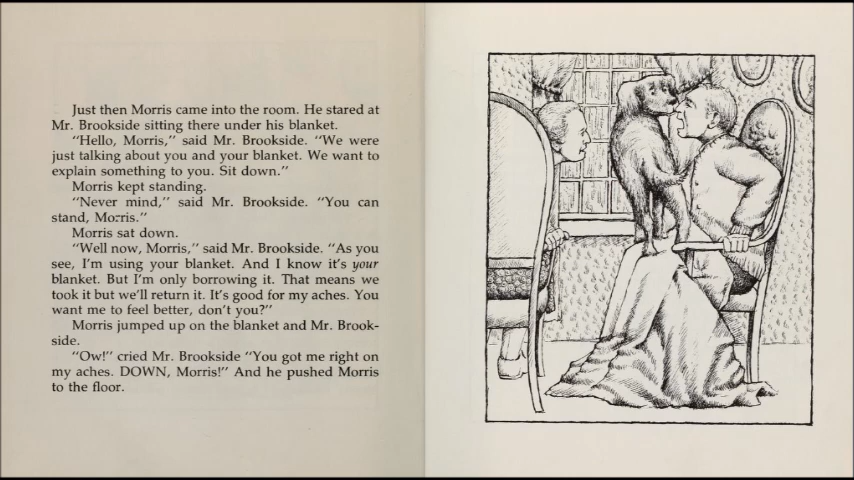 Just then Morris came into the room. He stared at
Mr. Brookside sitting there under his blanket.
"Hello, Morris," said Mr. Brookside. "We were
just talking about you and your blanket. We want to
explain something to you. Sit down."
Morris kept standing.
"Never mind," said Mr. Brookside. "You can
stand, Morris."
Morris sat down.
"Well now, Morris," said Mr. Brookside. "As you
see, I'm using your blanket. And I know it's your
blanket. But I'm only borrowing it. That means we
took it but we'll return it. It's good for my aches. You
want me to feel better, don't you?"
Morris jumped up on the blanket and Mr. Brook-
side.
"Ow!" cried Mr. Brookside "You got me right on
my aches. DOWN, Morris!" And he pushed Morris
to the floor.